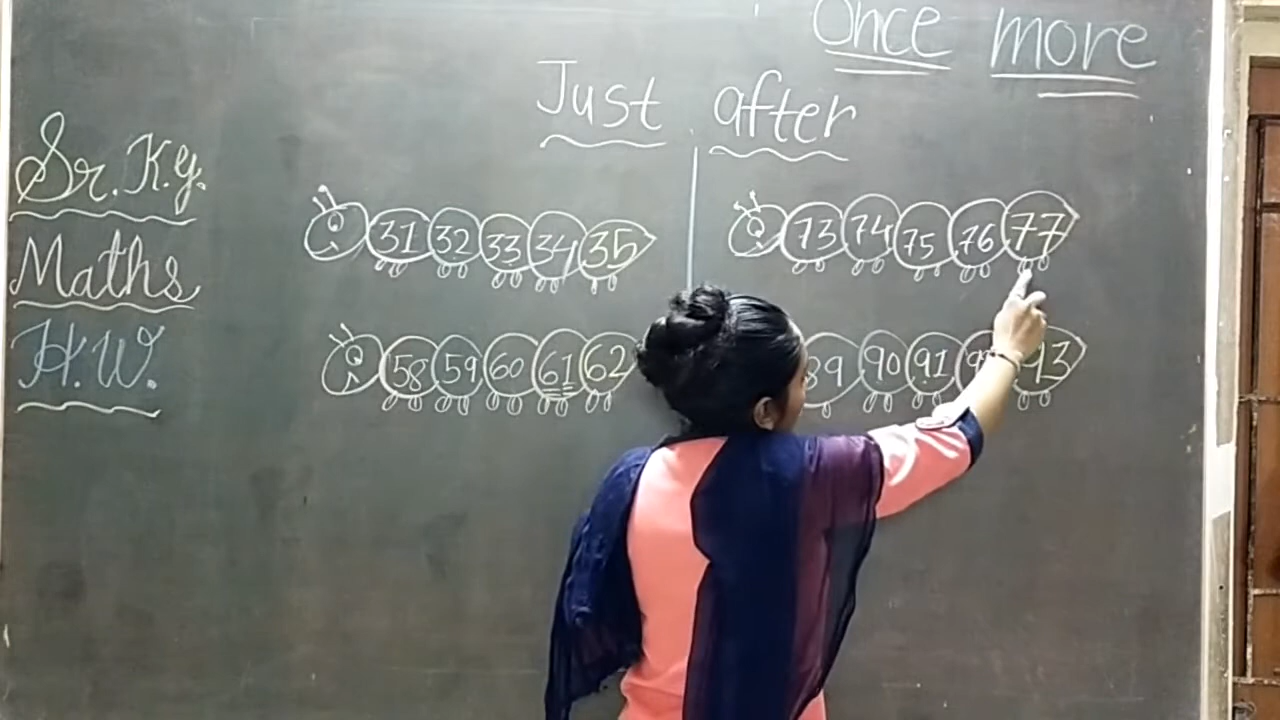 Once more
Just after
Sr. K.g.
Maths
H.W.
31 32 33 34 35
73 74 75 76 77
58 59 60 61 62
89 90 91 93